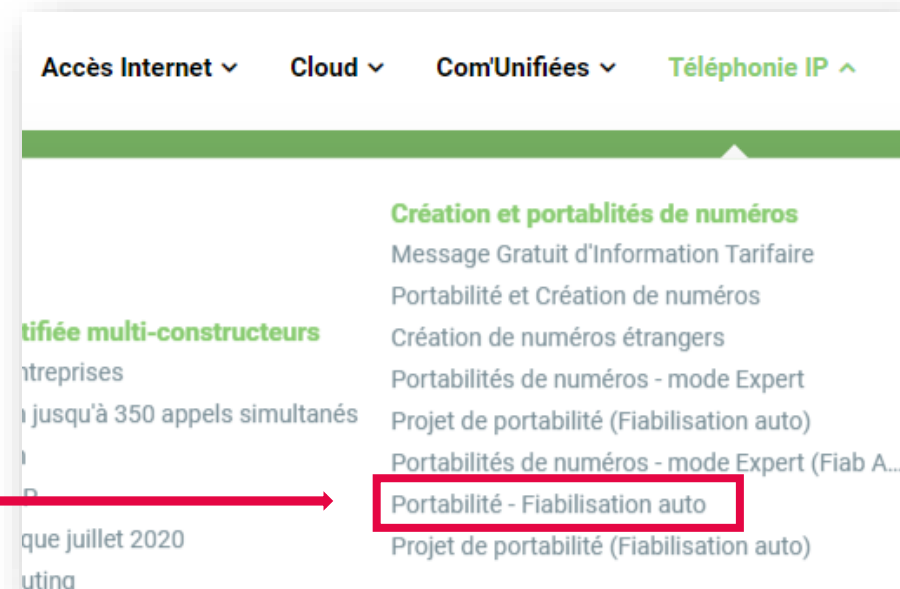 Accès Internet Cloud Com'Unifiées Téléphonie IP
tifiée multi-constructeurs
ntreprises
jusqu'à 350 appels simultanés
que juillet 2020
uting
Création et portablités de numéros
Message Gratuit d'Information Tarifaire
Portabilité et Création de numéros
Création de numéros étrangers
Portabilités de numéros - mode Expert
Projet de portabilité (Fiabilisation auto)
Portabilités de numéros - mode Expert (Fiab A...
Portabilité - Fiabilisation auto
Projet de portabilité (Fiabilisation auto)